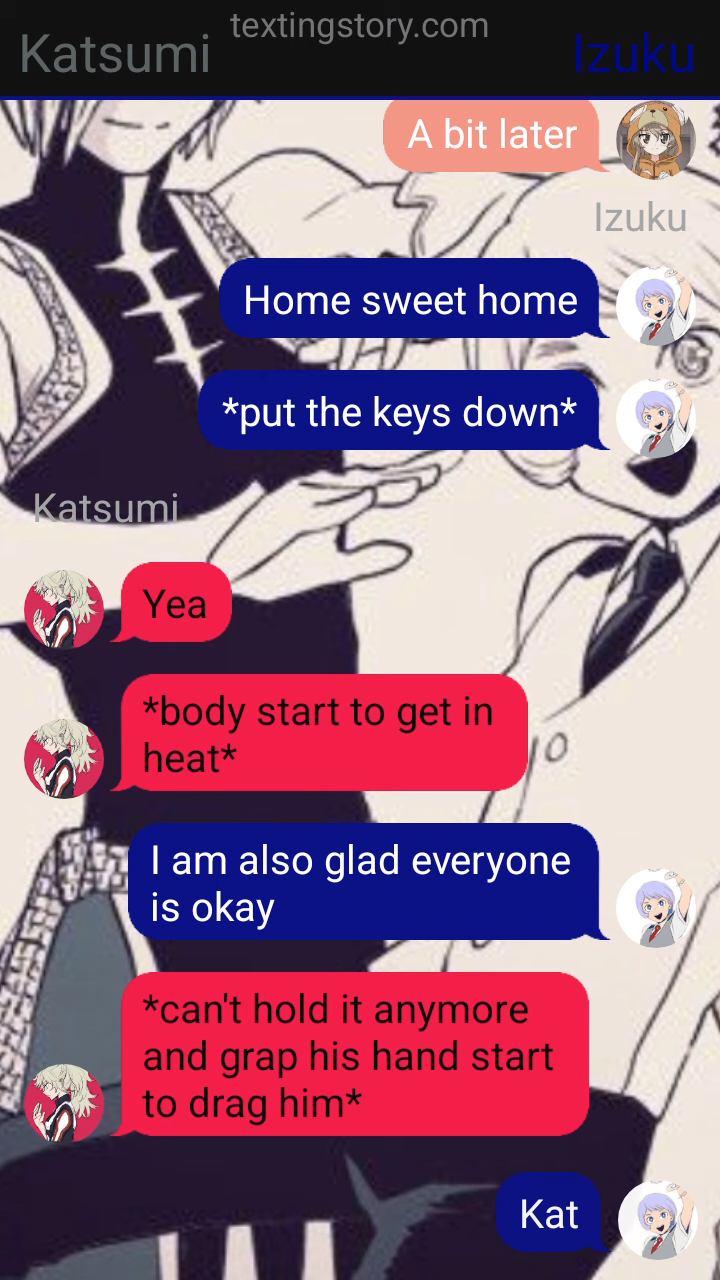 textingstory.com
Katsumi
Izuku
A bit later
Izuku
Home sweet home
*put the keys down*
Katsumi
Yea
*body start to get in
heat*
I am also glad everyone
is okay
*can't hold it anymore
and grap his hand start
to drag him*
Kat